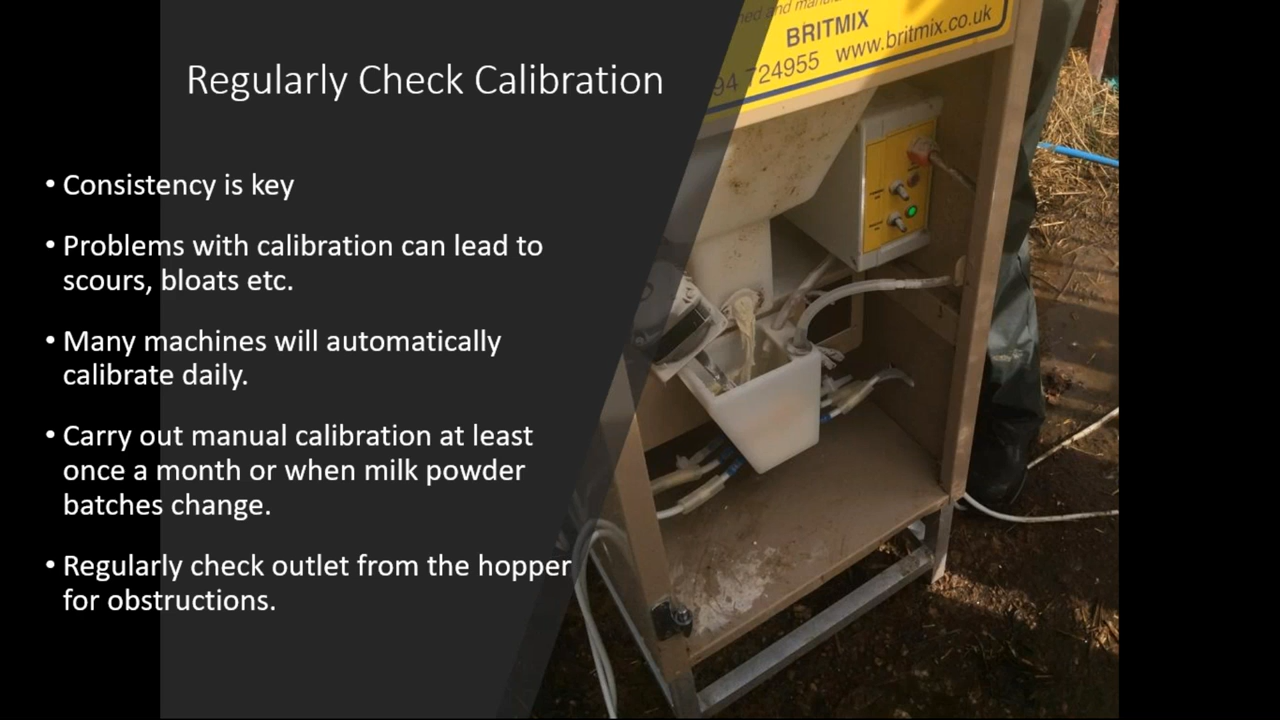 Regularly Check Calibration
• Consistency is key
• Problems with calibration can lead to
scours, bloats etc.
• Many machines will automatically
calibrate daily.
• Carry out manual calibration at least
once a month or when milk powder
batches change.
• Regularly check outlet from the hopper
for obstructions.
and
BRITMIX
94 724955 www.britmix.co.uk